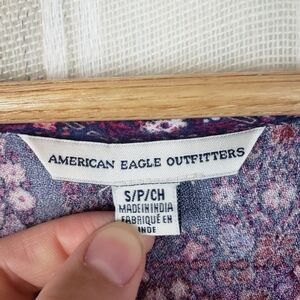 AMERICAN EAGLE OUTFITTERS
S/P/CH
MADE IN INDIA
FABRIQUÉ EN
INDE